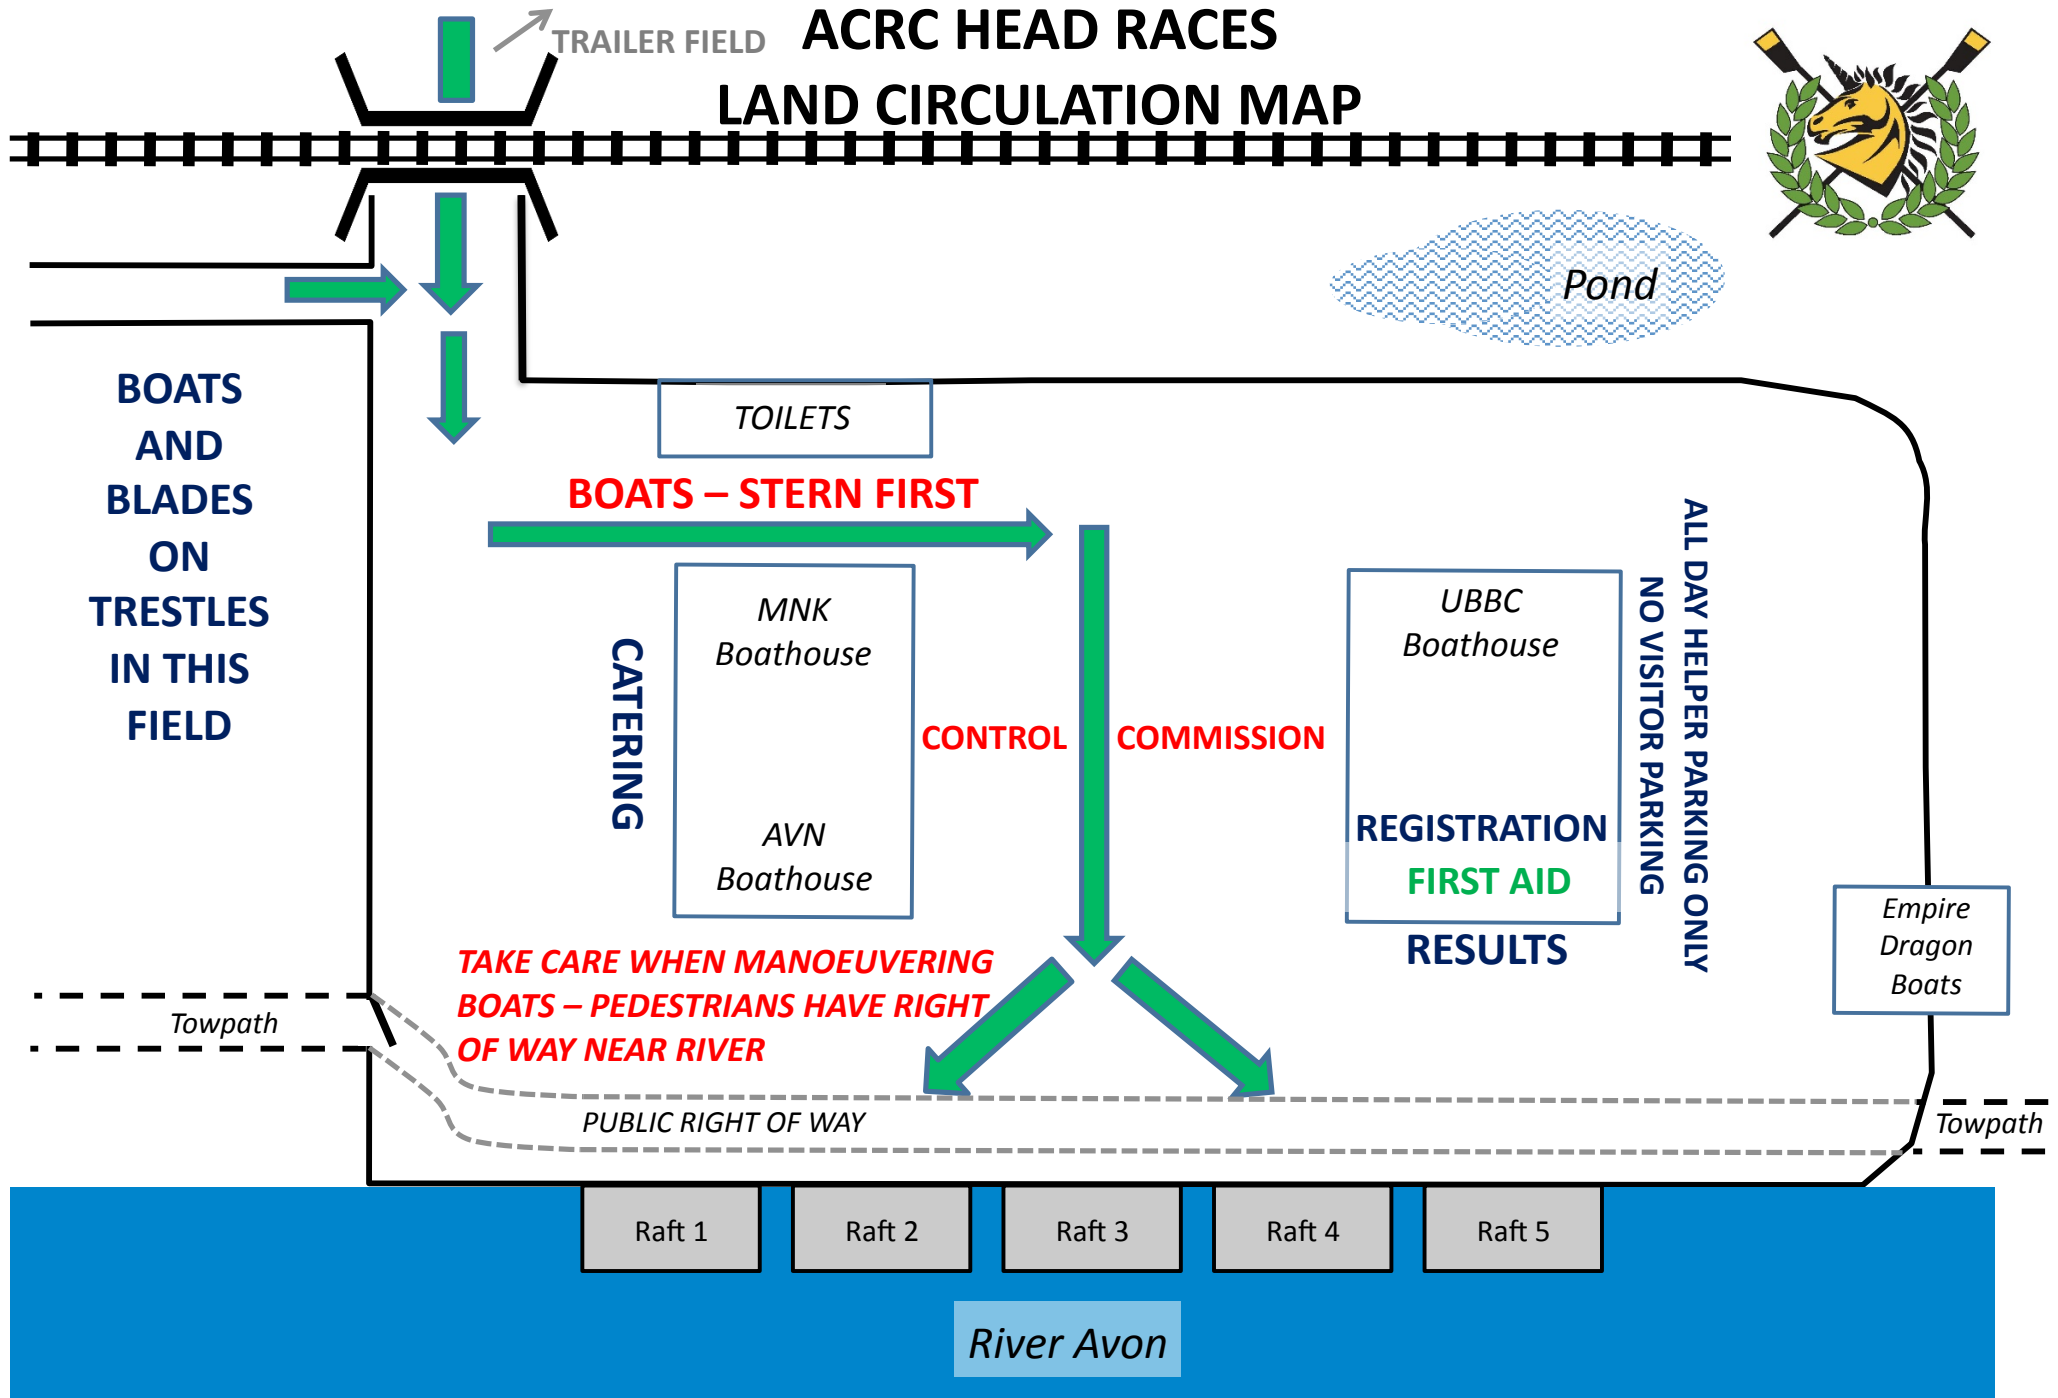 TRAILER FIELD
ACRC HEAD RACES
LAND CIRCULATION MAP
Pond
BOATS
AND
BLADES
ON
TRESTLES
IN THIS
FIELD
TOILETS
BOATS – STERN FIRST
CATERING
MNK
Boathouse
AVN
Boathouse
CONTROL
COMMISSION
UBBC
Boathouse
REGISTRATION
FIRST AID
RESULTS
ALL DAY HELPER PARKING ONLY
NO VISITOR PARKING
Empire
Dragon
Boats
TAKE CARE WHEN MANOEUVERING
BOATS – PEDESTRIANS HAVE RIGHT
OF WAY NEAR RIVER
Towpath
PUBLIC RIGHT OF WAY
Towpath
Raft 1
Raft 2
Raft 3
Raft 4
Raft 5
River Avon